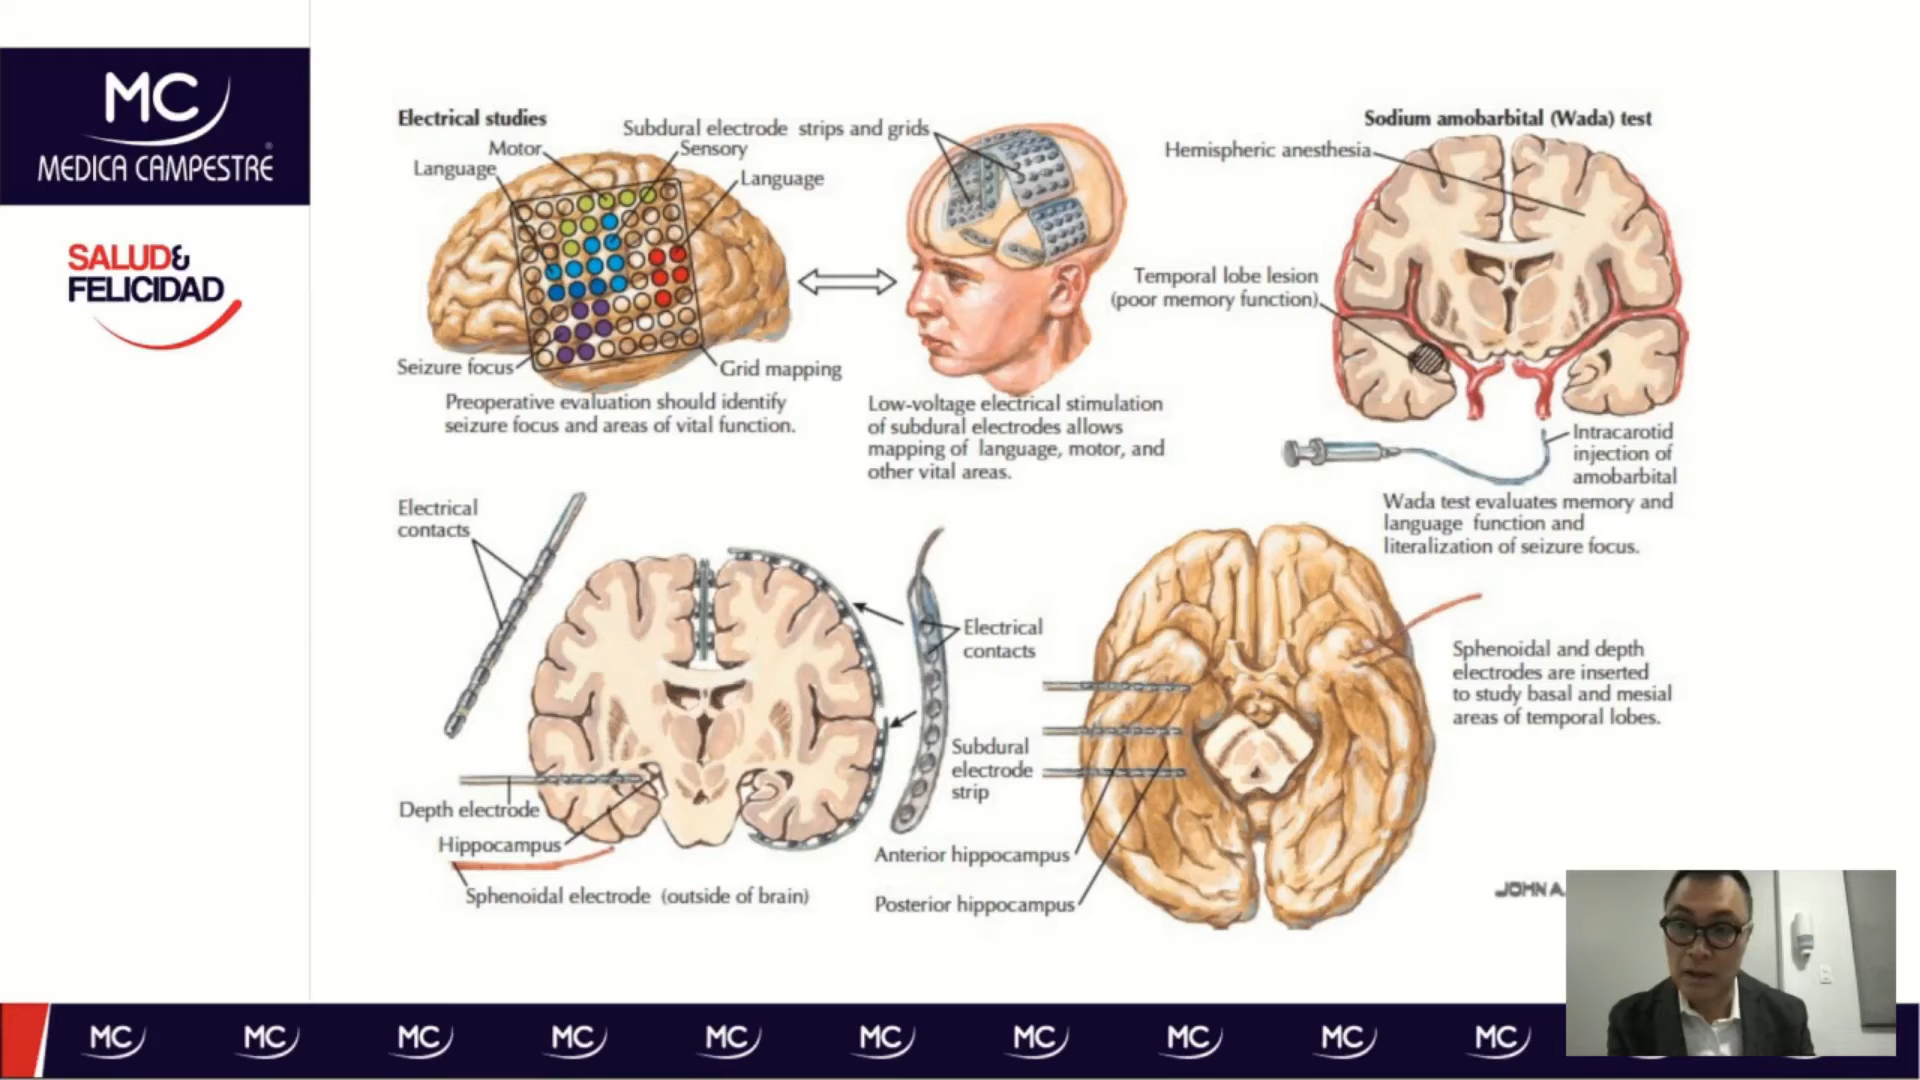 MC
MEDICA CAMPESTRE®
SALUD&
FELICIDAD
Electrical studies
Subdural electrode strips and grids
Motor
Sensory
Language
Language
Seizure focus
Grid mapping
Preoperative evaluation should identify
seizure focus and areas of vital function.
Low-voltage electrical stimulation
of subdural electrodes allows
mapping of language, motor, and
other vital areas.
Sodium amobarbital (Wada) test
Hemispheric anesthesia
Temporal lobe lesion
(poor memory function)
Intracarotid
injection of
amobarbital
Wada test evaluates memory and
language function and
literalization of seizure focus.
Electrical
contacts
Depth electrode
Hippocampus
Sphenoidal electrode (outside of brain)
Electrical
contacts
Subdural
electrode
strip
Anterior hippocampus
Posterior hippocampus
Sphenoidal and depth
electrodes are inserted
to study basal and mesial
areas of temporal lobes.
JOHN A.
MC MC MC MC MC MC MC MC MC MC